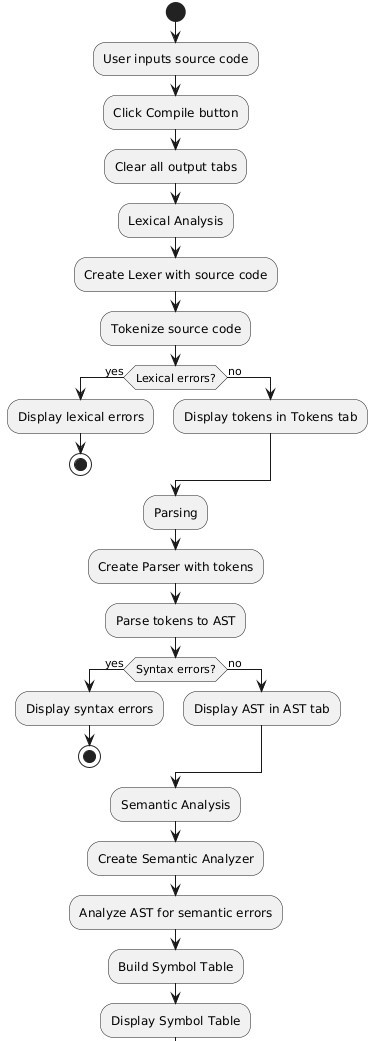 User inputs source code
Click Compile button
Clear all output tabs
Lexical Analysis
Create Lexer with source code
Tokenize source code
yes
Lexical errors?
no
Display lexical errors
Display tokens in Tokens tab
Parsing
Create Parser with tokens
Parse tokens to AST
yes
Syntax errors?
no
Display syntax errors
Display AST in AST tab
Semantic Analysis
Create Semantic Analyzer
Analyze AST for semantic errors
Build Symbol Table
Display Symbol Table